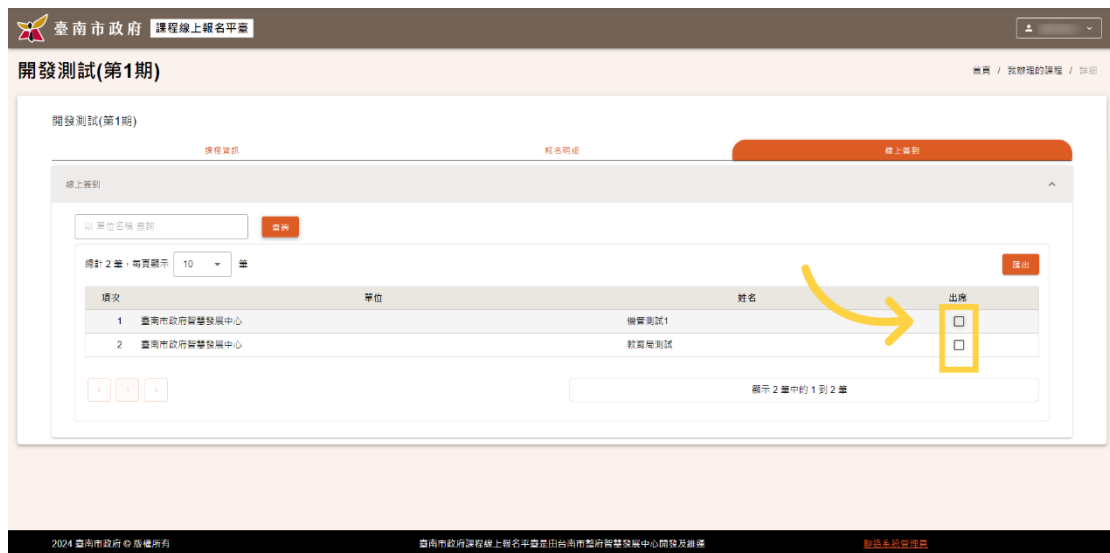 臺南市政府 課程線上報名平臺
開發測試(第1期)
首頁 / 我辦理的課程 / 詳細
開發測試(第1期)
課程資訊 報名明細 線上簽到
線上簽到
以 單位名稱 查詢 查詢
總計 2 筆，每頁顯示 10 筆 匯出
項次 單位 姓名 出席
1 臺南市政府智慧發展中心 機管測試1
2 臺南市政府智慧發展中心 教育局測試
< 1 >
顯示 2 筆中的 1 到 2 筆
2024 臺南市政府 © 版權所有 臺南市政府課程線上報名平臺是由台南市政府智慧發展中心開發及維運 聯絡系統管理員